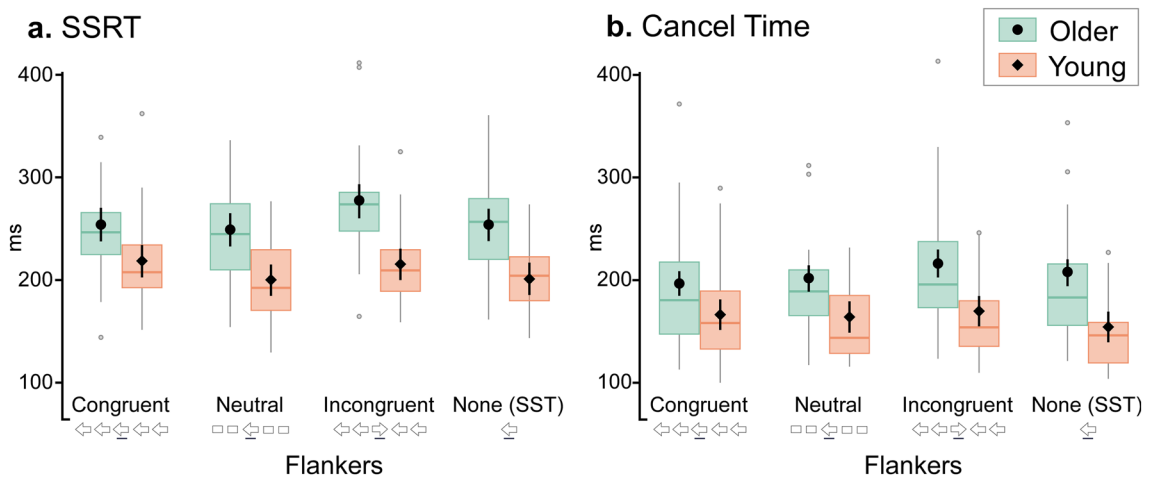 a. SSRT
400
300
200
100
ms
Congruent Neutral Incongruent None (SST)
Flankers
b. Cancel Time
400
300
200
100
ms
Congruent Neutral Incongruent None (SST)
Flankers
Older
Young